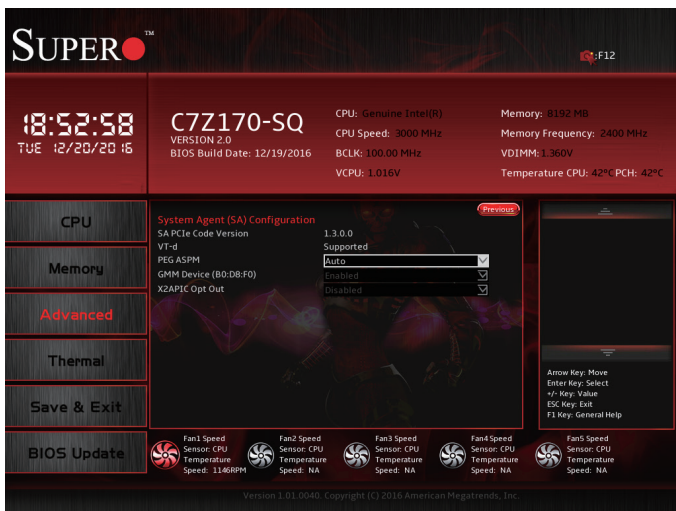 SUPERO™
:F12
18:52:58
TUE 12/20/2016
C7Z170-SQ
VERSION 2.0
BIOS Build Date: 12/19/2016
CPU: Genuine Intel(R)
CPU Speed: 3000 MHz
BCLK: 100.00 MHz
VCPU: 1.016V
Memory: 8192 MB
Memory Frequency: 2400 MHz
VDIMM: 1.360V
Temperature CPU: 42°C PCH: 42°C
CPU
Memory
Advanced
Thermal
Save & Exit
BIOS Update
Previous
System Agent (SA) Configuration
SA PCIe Code Version 1.3.0.0
VT-d Supported
PEG ASPM Auto
GMM Device (B0:D8:F0) Enabled
X2APIC Opt Out Disabled
Arrow Key: Move
Enter Key: Select
+/- Key: Value
ESC Key: Exit
F1 Key: General Help
Fan1 Speed
Sensor: CPU
Temperature
Speed: 1146RPM
Fan2 Speed
Sensor: CPU
Temperature
Speed: NA
Fan3 Speed
Sensor: CPU
Temperature
Speed: NA
Fan4 Speed
Sensor: CPU
Temperature
Speed: NA
Fan5 Speed
Sensor: CPU
Temperature
Speed: NA
Version 1.01.0040. Copyright (C) 2016 American Megatrends, Inc.